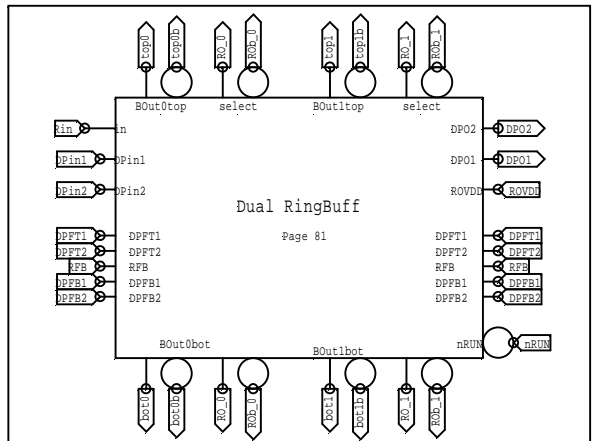 top0 top0b RO_0 ROb_0 top1 top1b RO_1 ROb_1
BOut0top select BOut1top select
Rin in DPO2 DPO2
DPin1 DPin1 DPO1 DPO1
DPin2 DPin2 ROVDD ROVDD
Dual RingBuff
DPFT1 DPFT1 Page 81 DPFT1 DPFT1
DPFT2 DPFT2 DPFT2 DPFT2
RFB RFB RFB RFB
DPFB1 DPFB1 DPFB1 DPFB1
DPFB2 DPFB2 DPFB2 DPFB2
BOut0bot BOut1bot nRUN nRUN
bot0 bot0b RO_0 ROb_0 bot1 bot1b RO_1 ROb_1